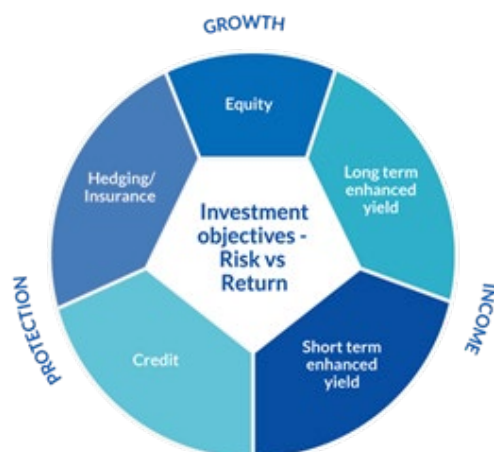 GROWTH
Equity
Hedging/
Insurance
Long term
enhanced
yield
Investment
objectives -
Risk vs
Return
PROTECTION
INCOME
Credit
Short term
enhanced
yield